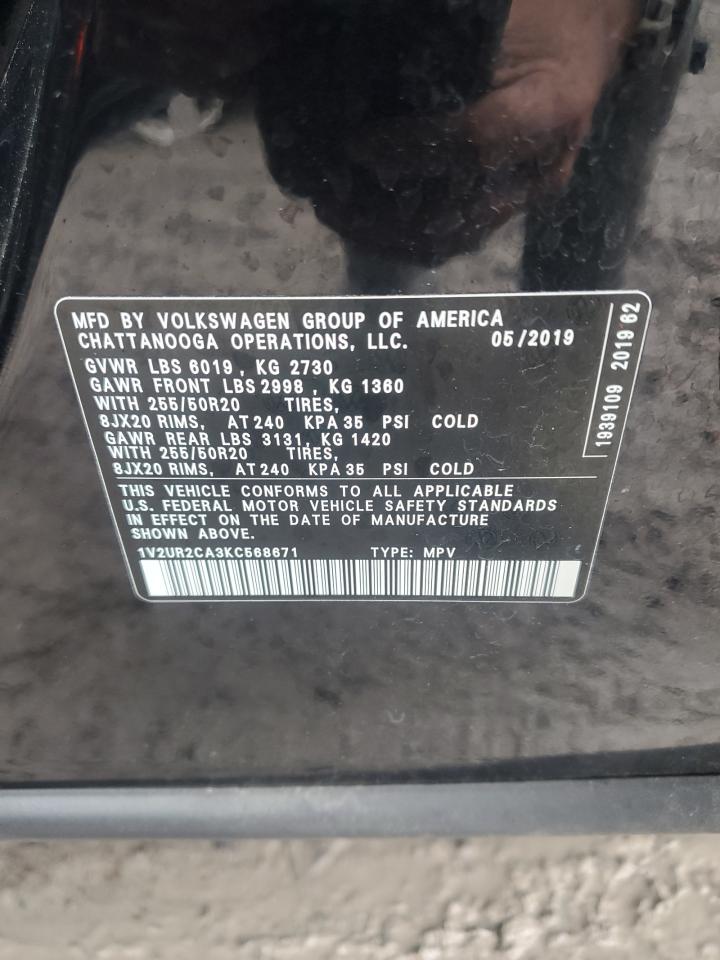 MFD BY VOLKSWAGEN GROUP OF AMERICA
CHATTANOOGA OPERATIONS, LLC. 05/2019
GVWR LBS 6019 , KG 2730
GAWR FRONT LBS 2998 , KG 1360
WITH 255/50R20 TIRES,
8JX20 RIMS, AT 240 KPA 35 PSI COLD
GAWR REAR LBS 3131, KG 1420
WITH 255/50R20 TIRES,
8JX20 RIMS, AT 240 KPA 35 PSI COLD
THIS VEHICLE CONFORMS TO ALL APPLICABLE
U.S. FEDERAL MOTOR VEHICLE SAFETY STANDARDS
IN EFFECT ON THE DATE OF MANUFACTURE
SHOWN ABOVE.
1V2UR2CA3KC568671 TYPE: MPV
1939109 2019 62